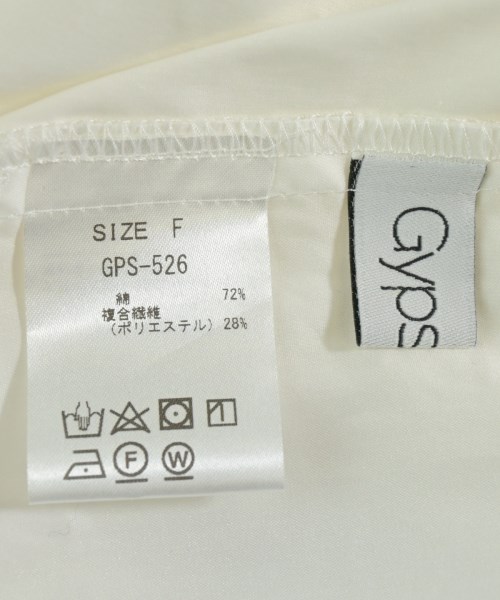 SIZE F
GPS-526
綿 72%
複合繊維
(ポリエステル) 28%
F
W
Gyps